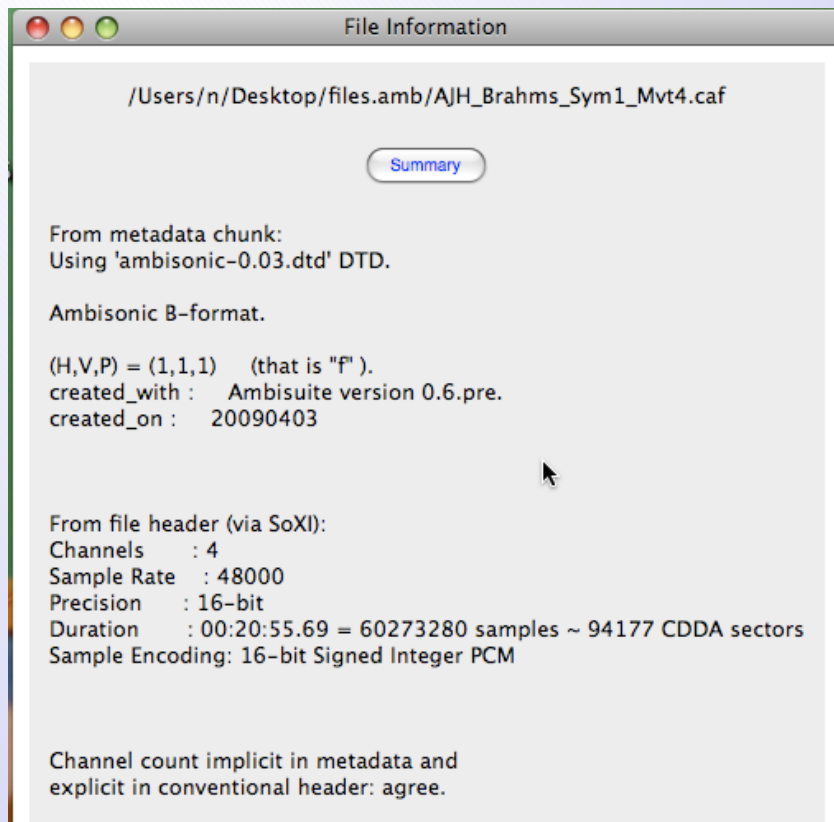 File Information
/Users/n/Desktop/files.amb/AJH_Brahms_Sym1_Mvt4.caf
Summary
From metadata chunk:
Using 'ambisonic-0.03.dtd' DTD.
Ambisonic B-format.
(H,V,P) = (1,1,1)     (that is "f" ).
created_with :     Ambisuite version 0.6.pre.
created_on :     20090403
From file header (via SoXI):
Channels       : 4
Sample Rate    : 48000
Precision      : 16-bit
Duration       : 00:20:55.69 = 60273280 samples ~ 94177 CDDA sectors
Sample Encoding: 16-bit Signed Integer PCM
Channel count implicit in metadata and
explicit in conventional header: agree.